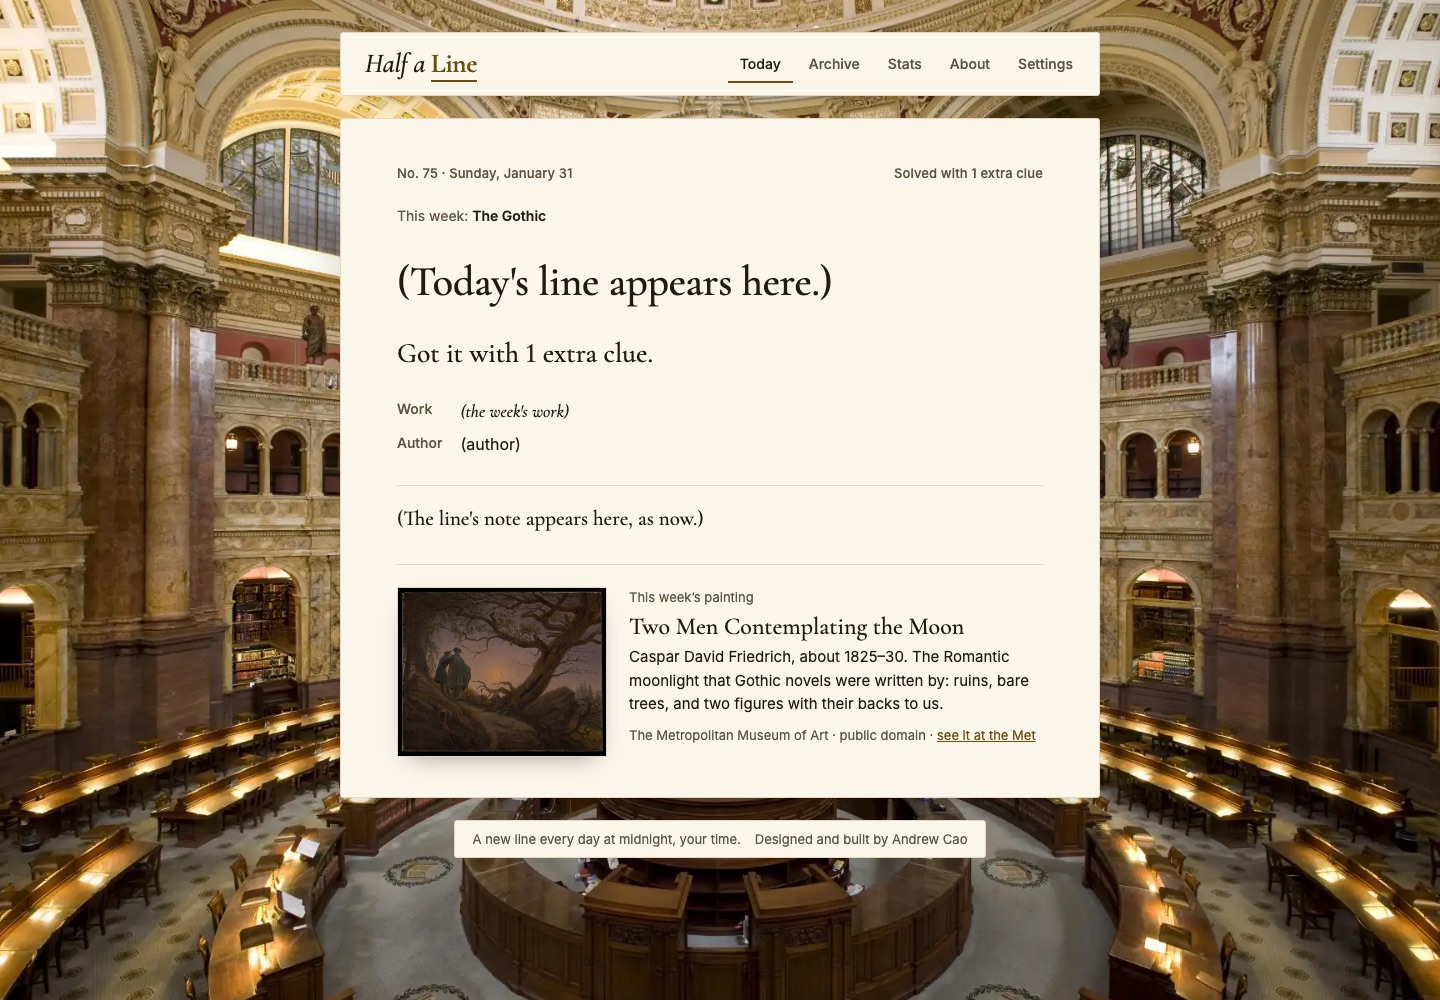 Half a Line
Today Archive Stats About Settings
No. 75 · Sunday, January 31
Solved with 1 extra clue
This week: The Gothic
(Today's line appears here.)
Got it with 1 extra clue.
Work (the week's work)
Author (author)
(The line's note appears here, as now.)
This week’s painting
Two Men Contemplating the Moon
Caspar David Friedrich, about 1825–30. The Romantic
moonlight that Gothic novels were written by: ruins, bare
trees, and two figures with their backs to us.
The Metropolitan Museum of Art · public domain · see it at the Met
A new line every day at midnight, your time. Designed and built by Andrew Cao